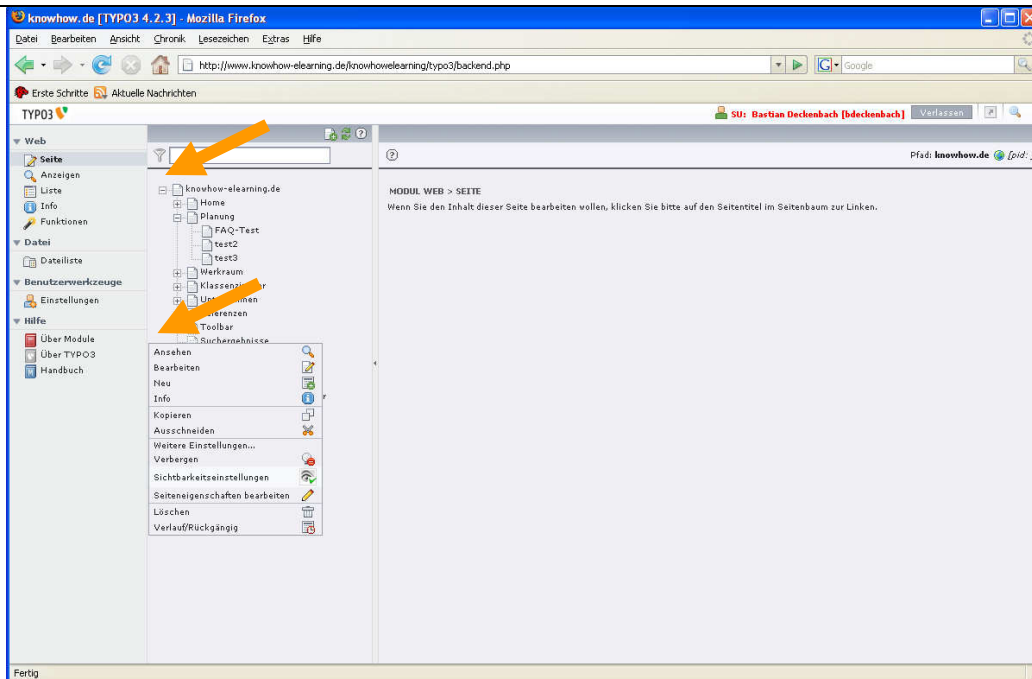 knowhow.de [TYPO3 4.2.3] - Mozilla Firefox
Datei Bearbeiten Ansicht Chronik Lesezeichen Extras Hilfe
http://www.knowhow-elearning.de/knowhowelearning/typo3/backend.php
Google
Erste Schritte Aktuelle Nachrichten
TYPO3
SU: Bastian Deckenbach [bdeckenbach]
Verlassen
Web
Seite
Anzeigen
Liste
Info
Funktionen
Datei
Dateiliste
Benutzerwerkzeuge
Einstellungen
Hilfe
Über Module
Über TYPO3
Handbuch
knowhow-elearning.de
Home
Planung
FAQ-Test
test2
test3
Werkraum
Toolbar
Suchergebnisse
Ansehen
Bearbeiten
Neu
Info
Kopieren
Ausschneiden
Weitere Einstellungen...
Verbergen
Sichtbarkeitseinstellungen
Seiteneigenschaften bearbeiten
Löschen
Verlauf/Rückgängig
Pfad: knowhow.de [pid:
MODUL WEB > SEITE
Wenn Sie den Inhalt dieser Seite bearbeiten wollen, klicken Sie bitte auf den Seitentitel im Seitenbaum zur Linken.
Fertig